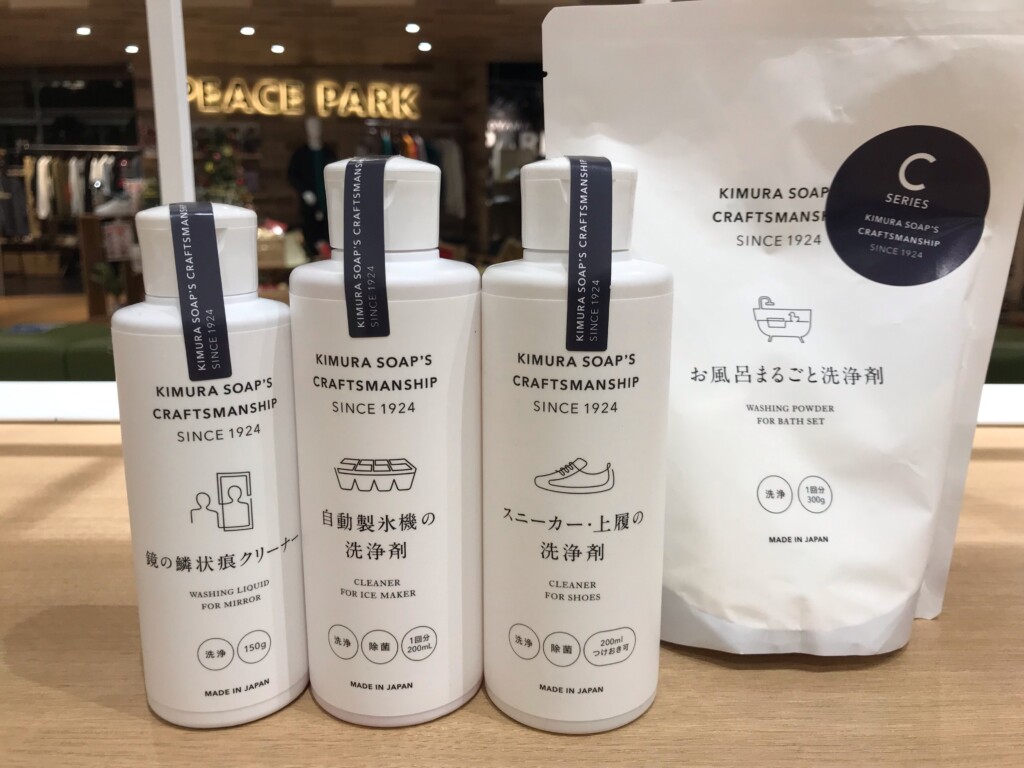 PEACE PARK
KIMURA SOAP'S CRAFTSMANSHIP
SINCE 1924
KIMURA SOAP'S
CRAFTSMANSHIP
SINCE 1924
鏡の鱗状痕クリーナー
WASHING LIQUID
FOR MIRROR
洗浄
150g
MADE IN JAPAN
KIMURA SOAP'S CRAFTSMANSHIP
SINCE 1924
KIMURA SOAP'S
CRAFTSMANSHIP
SINCE 1924
自動製氷機の
洗浄剤
CLEANER
FOR ICE MAKER
洗浄
除菌
1回分
200mL
MADE IN JAPAN
KIMURA SOAP'S CRAFTSMANSHIP
SINCE 1924
KIMURA SOAP'S
CRAFTSMANSHIP
SINCE 1924
スニーカー・上履の
洗浄剤
CLEANER
FOR SHOES
洗浄
除菌
200ml
つけおき可
MADE IN JAPAN
KIMURA SOAP
CRAFTSMANSH
SINCE 1924
C
SERIES
KIMURA SOAP'S
CRAFTSMANSHIP
SINCE 1924
お風呂まるごと洗浄剤
WASHING POWDER
FOR BATH SET
洗浄
1回分
300g
MADE IN JAPAN